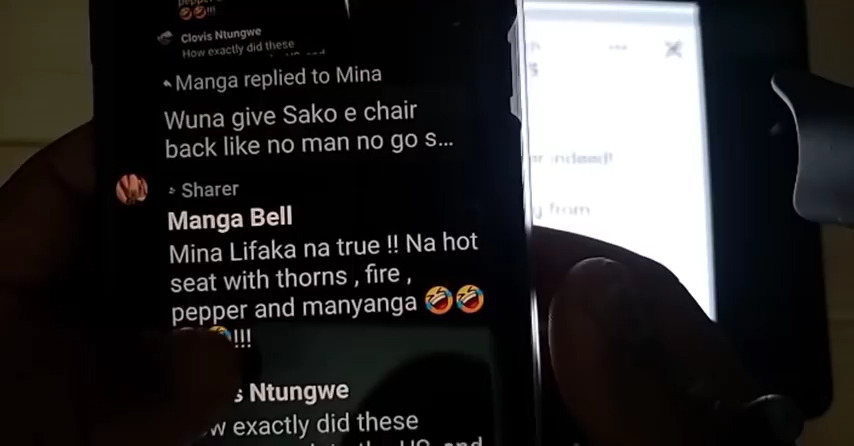 🤣🤣!!!
Clovis Ntungwe
How exactly did these
Manga replied to Mina
Wuna give Sako e chair
back like no man no go s...
Sharer
Manga Bell
Mina Lifaka na true !! Na hot
seat with thorns , fire ,
pepper and manyanga 🤣🤣
!!!
Ntungwe
exactly did these
indeed!
from